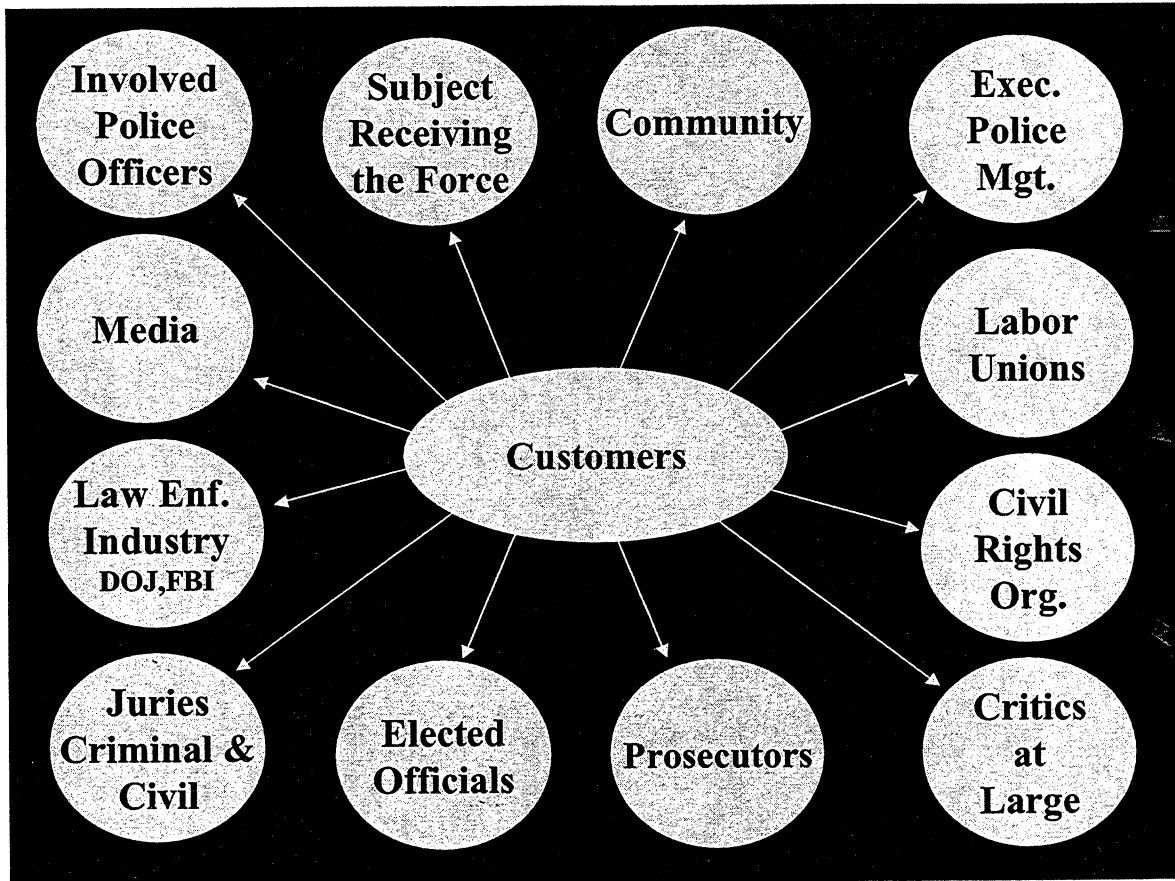 Involved
Police
Officers
Subject
Receiving
the Force
Community
Exec.
Police
Mgt.
Media
Labor
Unions
Customers
Law Enf.
Industry
DOJ,FBI
Civil
Rights
Org.
Juries
Criminal &
Civil
Elected
Officials
Prosecutors
Critics
at
Large